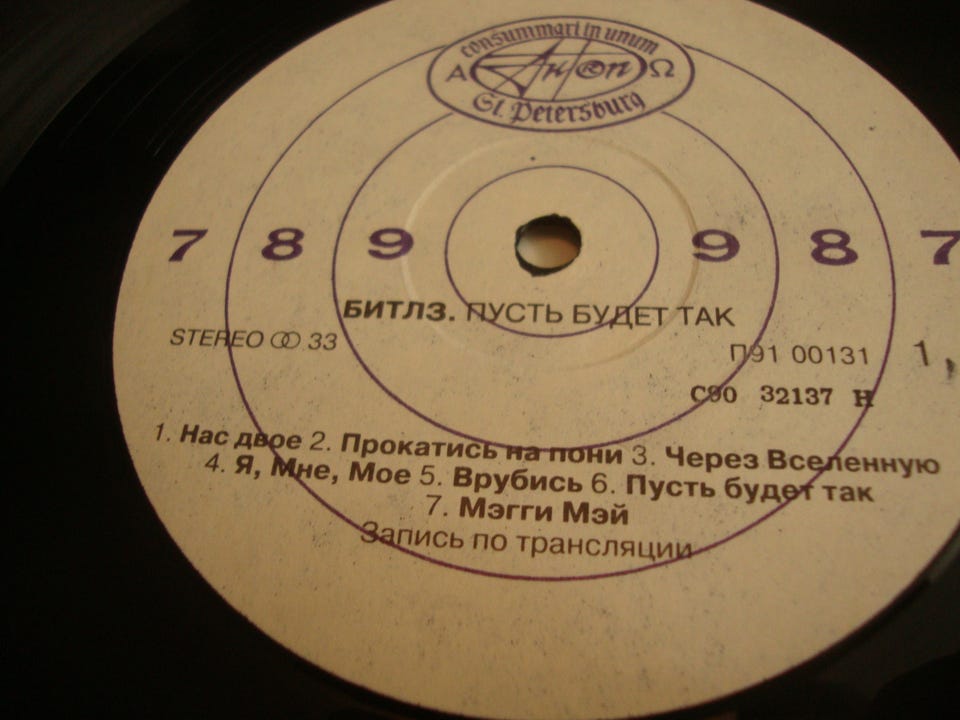 consummari in unum
А АнTроп Ω
St. Petersburg
7 8 9 9 8 7
БИТЛЗ. ПУСТЬ БУДЕТ ТАК
STEREO 33
П91 00131 1,
С90 32137 Н
1. Нас двое 2. Прокатись на пони 3. Через Вселенную
4. Я, Мне, Мое 5. Врубись 6. Пусть будет так
7. Мэгги Мэй
Запись по трансляции